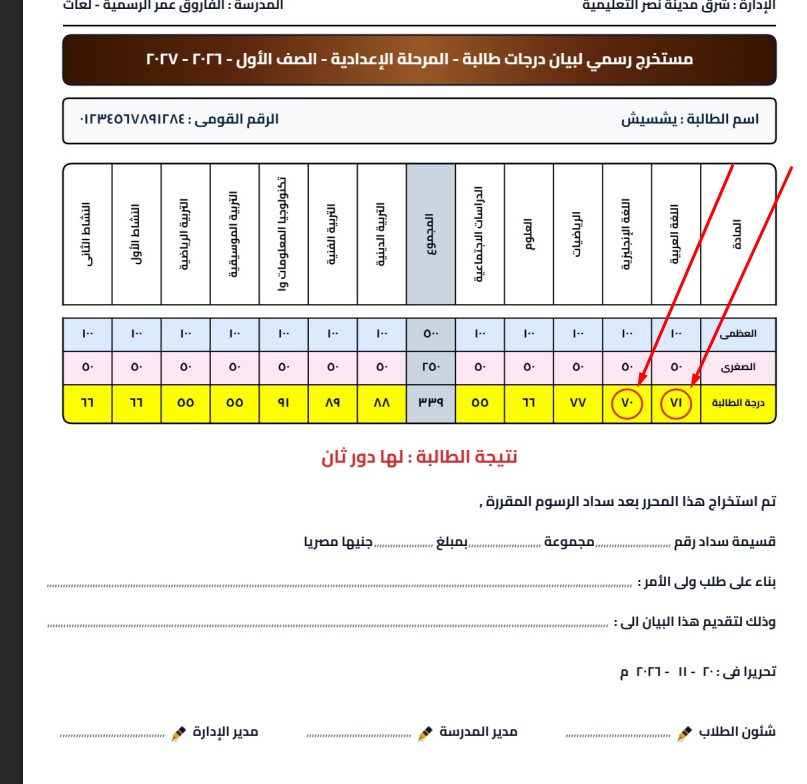 الإدارة : شرق مدينة نصر التعليمية
المدرسة : الفاروق عمر الرسمية - لغات
مستخرج رسمي لبيان درجات طالبة - المرحلة الإعدادية - الصف الأول - ٢٠٢٦ - ٢٠٢٧
اسم الطالبة : يشسيش
الرقم القومى : ٠١٢٣٤٥٦٧٨٩١٢٨٤
المادة اللغة العربية اللغة الإنجليزية الرياضيات العلوم الدراسات الاجتماعية المجموع التربية الدينية التربية الفنية تكنولوجيا المعلومات وا التربية الموسيقية التربية الرياضية النشاط الأول النشاط الثانى
العظمى ١٠٠ ١٠٠ ١٠٠ ١٠٠ ١٠٠ ٥٠٠ ١٠٠ ١٠٠ ١٠٠ ١٠٠ ١٠٠ ١٠٠ ١٠٠
الصغرى ٥٠ ٥٠ ٥٠ ٥٠ ٥٠ ٢٥٠ ٥٠ ٥٠ ٥٠ ٥٠ ٥٠ ٥٠ ٥٠
درجة الطالبة ٧١ ٧٠ ٧٧ ٦٦ ٥٥ ٣٣٩ ٨٨ ٨٩ ٩١ ٥٥ ٥٥ ٦٦ ٦٦
نتيجة الطالبة : لها دور ثان
تم استخراج هذا المحرر بعد سداد الرسوم المقررة ,
قسيمة سداد رقم ,,,,,,,,,,,,,,,,,,,, مجموعة ,,,,,,,,,,,,,,,,,,,, بمبلغ ,,,,,,,,,,,,,,,, جنيها مصريا
بناء على طلب ولى الأمر : ,,,,,,,,,,,,,,,,,,,,,,,,,,,,,,,,,,,,,,,,
وذلك لتقديم هذا البيان الى : ,,,,,,,,,,,,,,,,,,,,,,,,,,,,,,,,,,,,,,,,
تحريرا فى : ٢٠ - ١١ - ٢٠٢٦ م
شئون الطلاب ,,,,,,,,,,,,,,,,,,,, مدير المدرسة ,,,,,,,,,,,,,,,,,,,, مدير الإدارة ,,,,,,,,,,,,,,,,,,,,